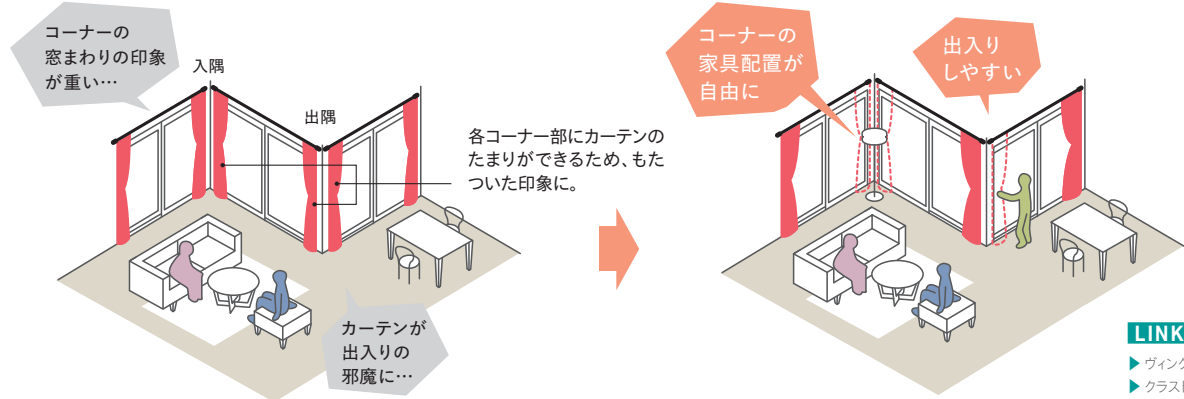 コーナーの
窓まわりの印象
が重い…
入隅
出隅
各コーナー部にカーテンの
たまりができるため、もた
ついた印象に。
カーテンが
出入りの
邪魔に…
コーナーの
家具配置が
自由に
出入り
しやすい
LINK
▶ ヴィンク
▶ クラスト